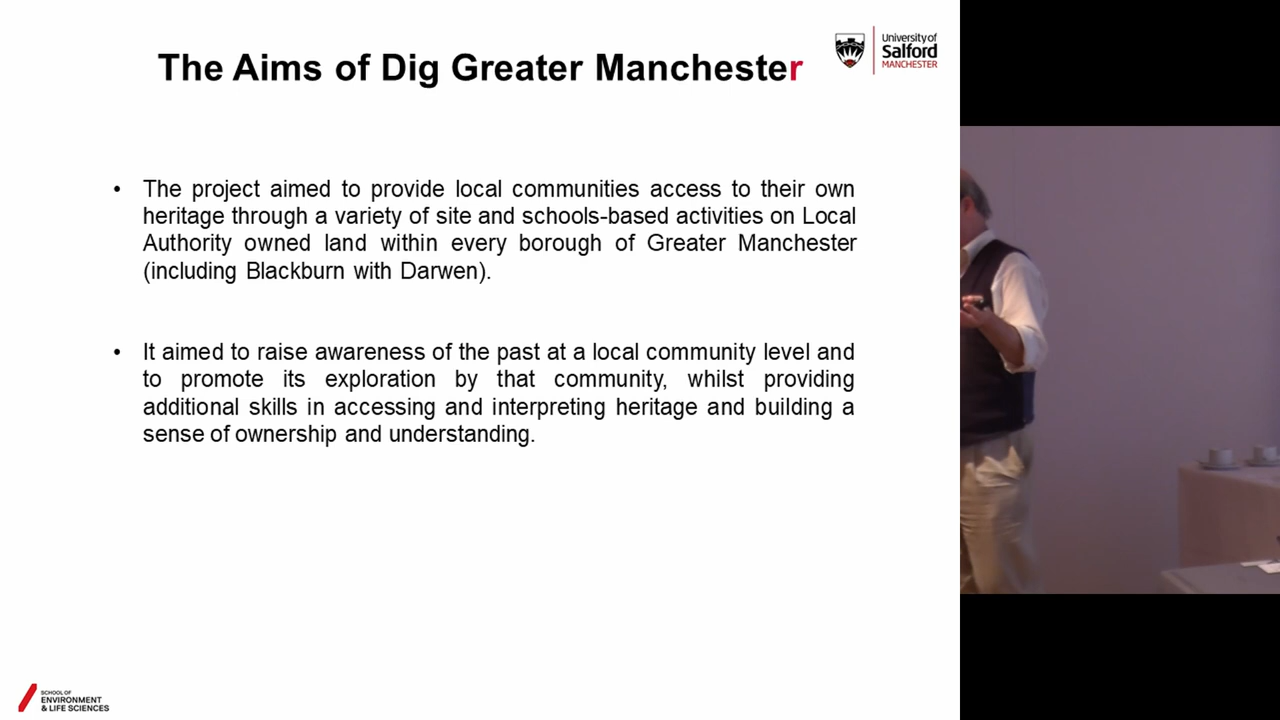 The Aims of Dig Greater Manchester
University of
Salford
MANCHESTER
• The project aimed to provide local communities access to their own
heritage through a variety of site and schools-based activities on Local
Authority owned land within every borough of Greater Manchester
(including Blackburn with Darwen).
• It aimed to raise awareness of the past at a local community level and
to promote its exploration by that community, whilst providing
additional skills in accessing and interpreting heritage and building a
sense of ownership and understanding.
SCHOOL OF
ENVIRONMENT
& LIFE SCIENCES